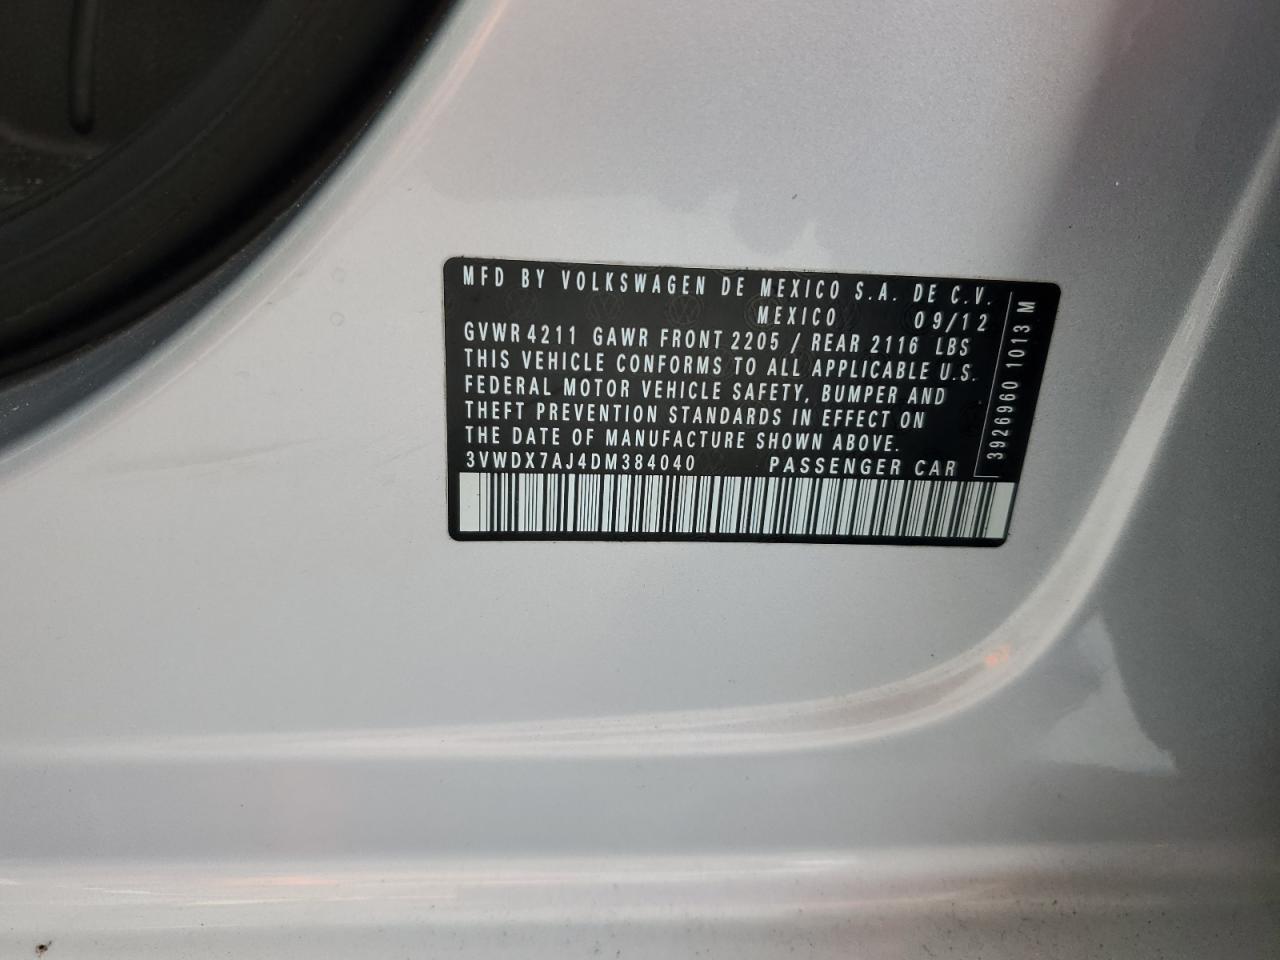 MFD BY VOLKSWAGEN DE MEXICO S.A. DE C.V.
MEXICO 09/12
GVWR 4211 GAWR FRONT 2205 / REAR 2116 LBS
THIS VEHICLE CONFORMS TO ALL APPLICABLE U.S.
FEDERAL MOTOR VEHICLE SAFETY, BUMPER AND
THEFT PREVENTION STANDARDS IN EFFECT ON
THE DATE OF MANUFACTURE SHOWN ABOVE.
3VWDX7AJ4DM384040 PASSENGER CAR
3926960 1013 M